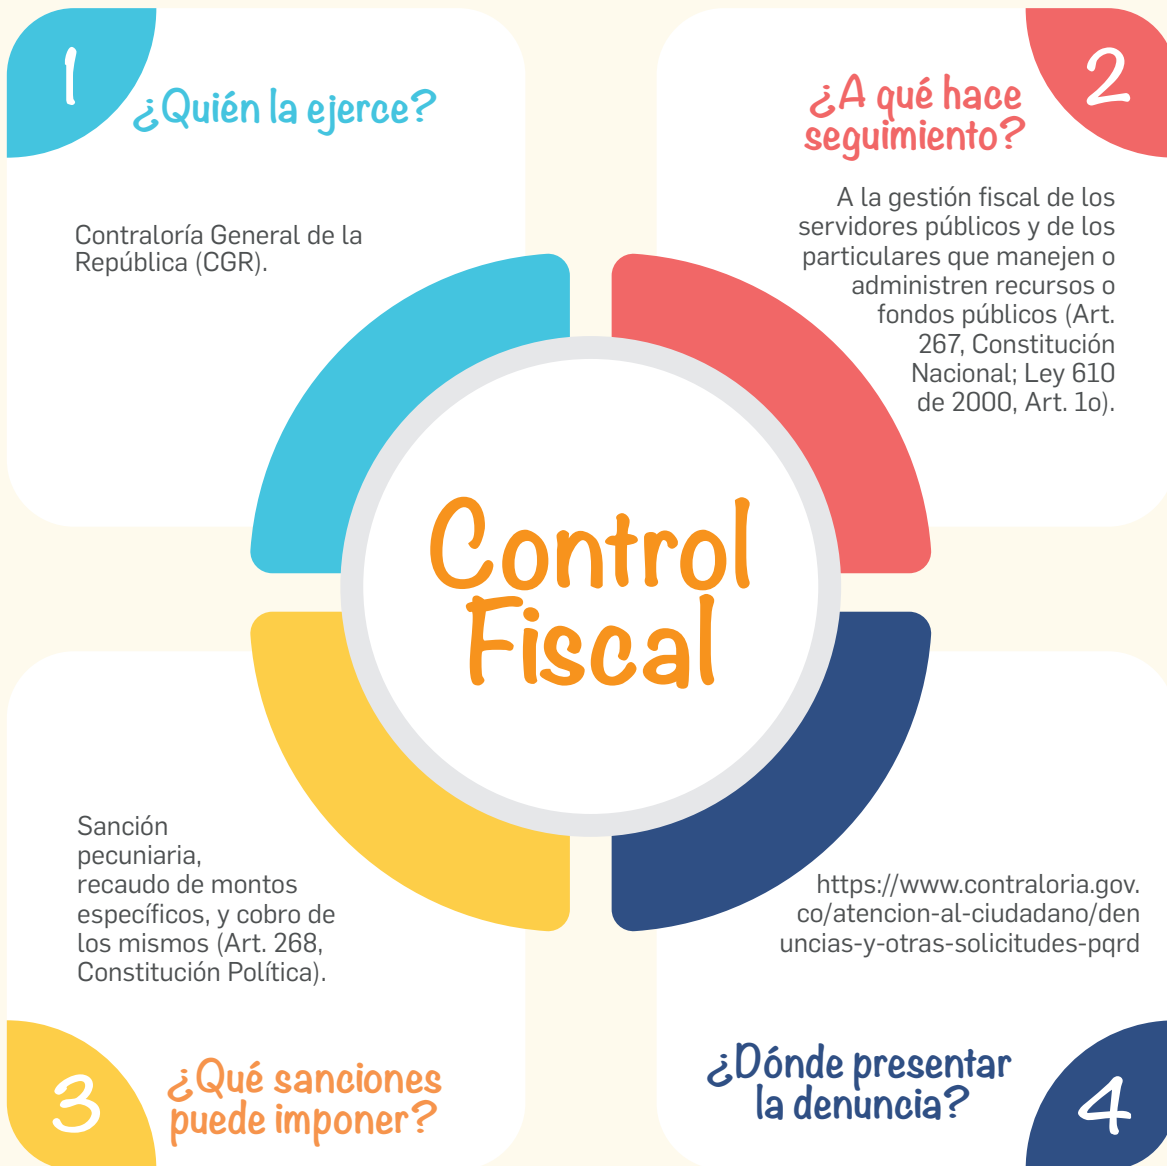 1
¿Quién la ejerce?
Contraloría General de la
República (CGR).
2
¿A qué hace
seguimiento?
A la gestión fiscal de los
servidores públicos y de los
particulares que manejen o
administren recursos o
fondos públicos (Art.
267, Constitución
Nacional; Ley 610
de 2000, Art. 1o).
Control
Fiscal
Sanción
pecuniaria,
recaudo de montos
específicos, y cobro de
los mismos (Art. 268,
Constitución Política).
3
¿Qué sanciones
puede imponer?
https://www.contraloria.gov.
co/atencion-al-ciudadano/den
uncias-y-otras-solicitudes-pqrd
¿Dónde presentar
la denuncia?
4